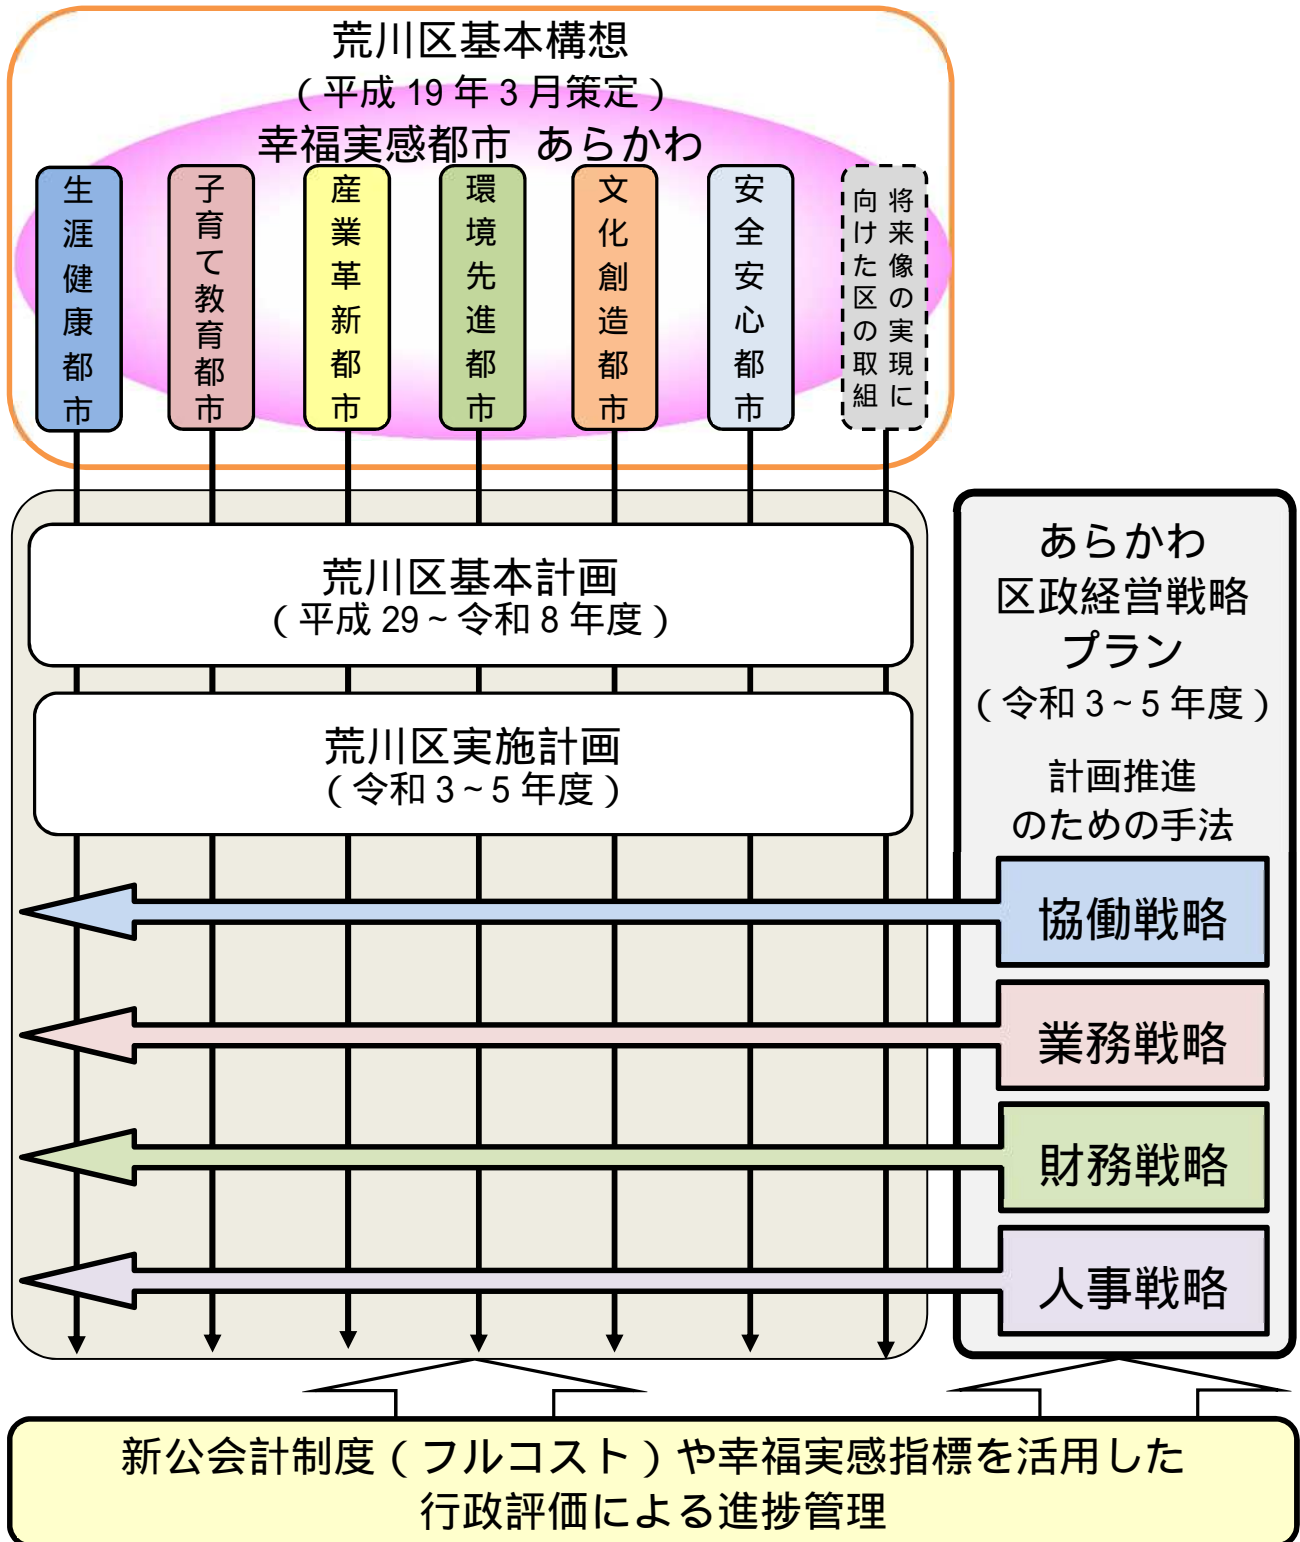 荒川区基本構想
（平成 19 年 3 月策定）
幸福実感都市 あらかわ
生涯健康都市
子育て教育都市
産業革新都市
環境先進都市
文化創造都市
安全安心都市
将来像の実現に
向けた区の取組
荒川区基本計画
（平成 29～令和 8 年度）
荒川区実施計画
（令和 3～5 年度）
あらかわ
区政経営戦略
プラン
（令和 3～5 年度）
計画推進
のための手法
協働戦略
業務戦略
財務戦略
人事戦略
新公会計制度（フルコスト）や幸福実感指標を活用した
行政評価による進捗管理